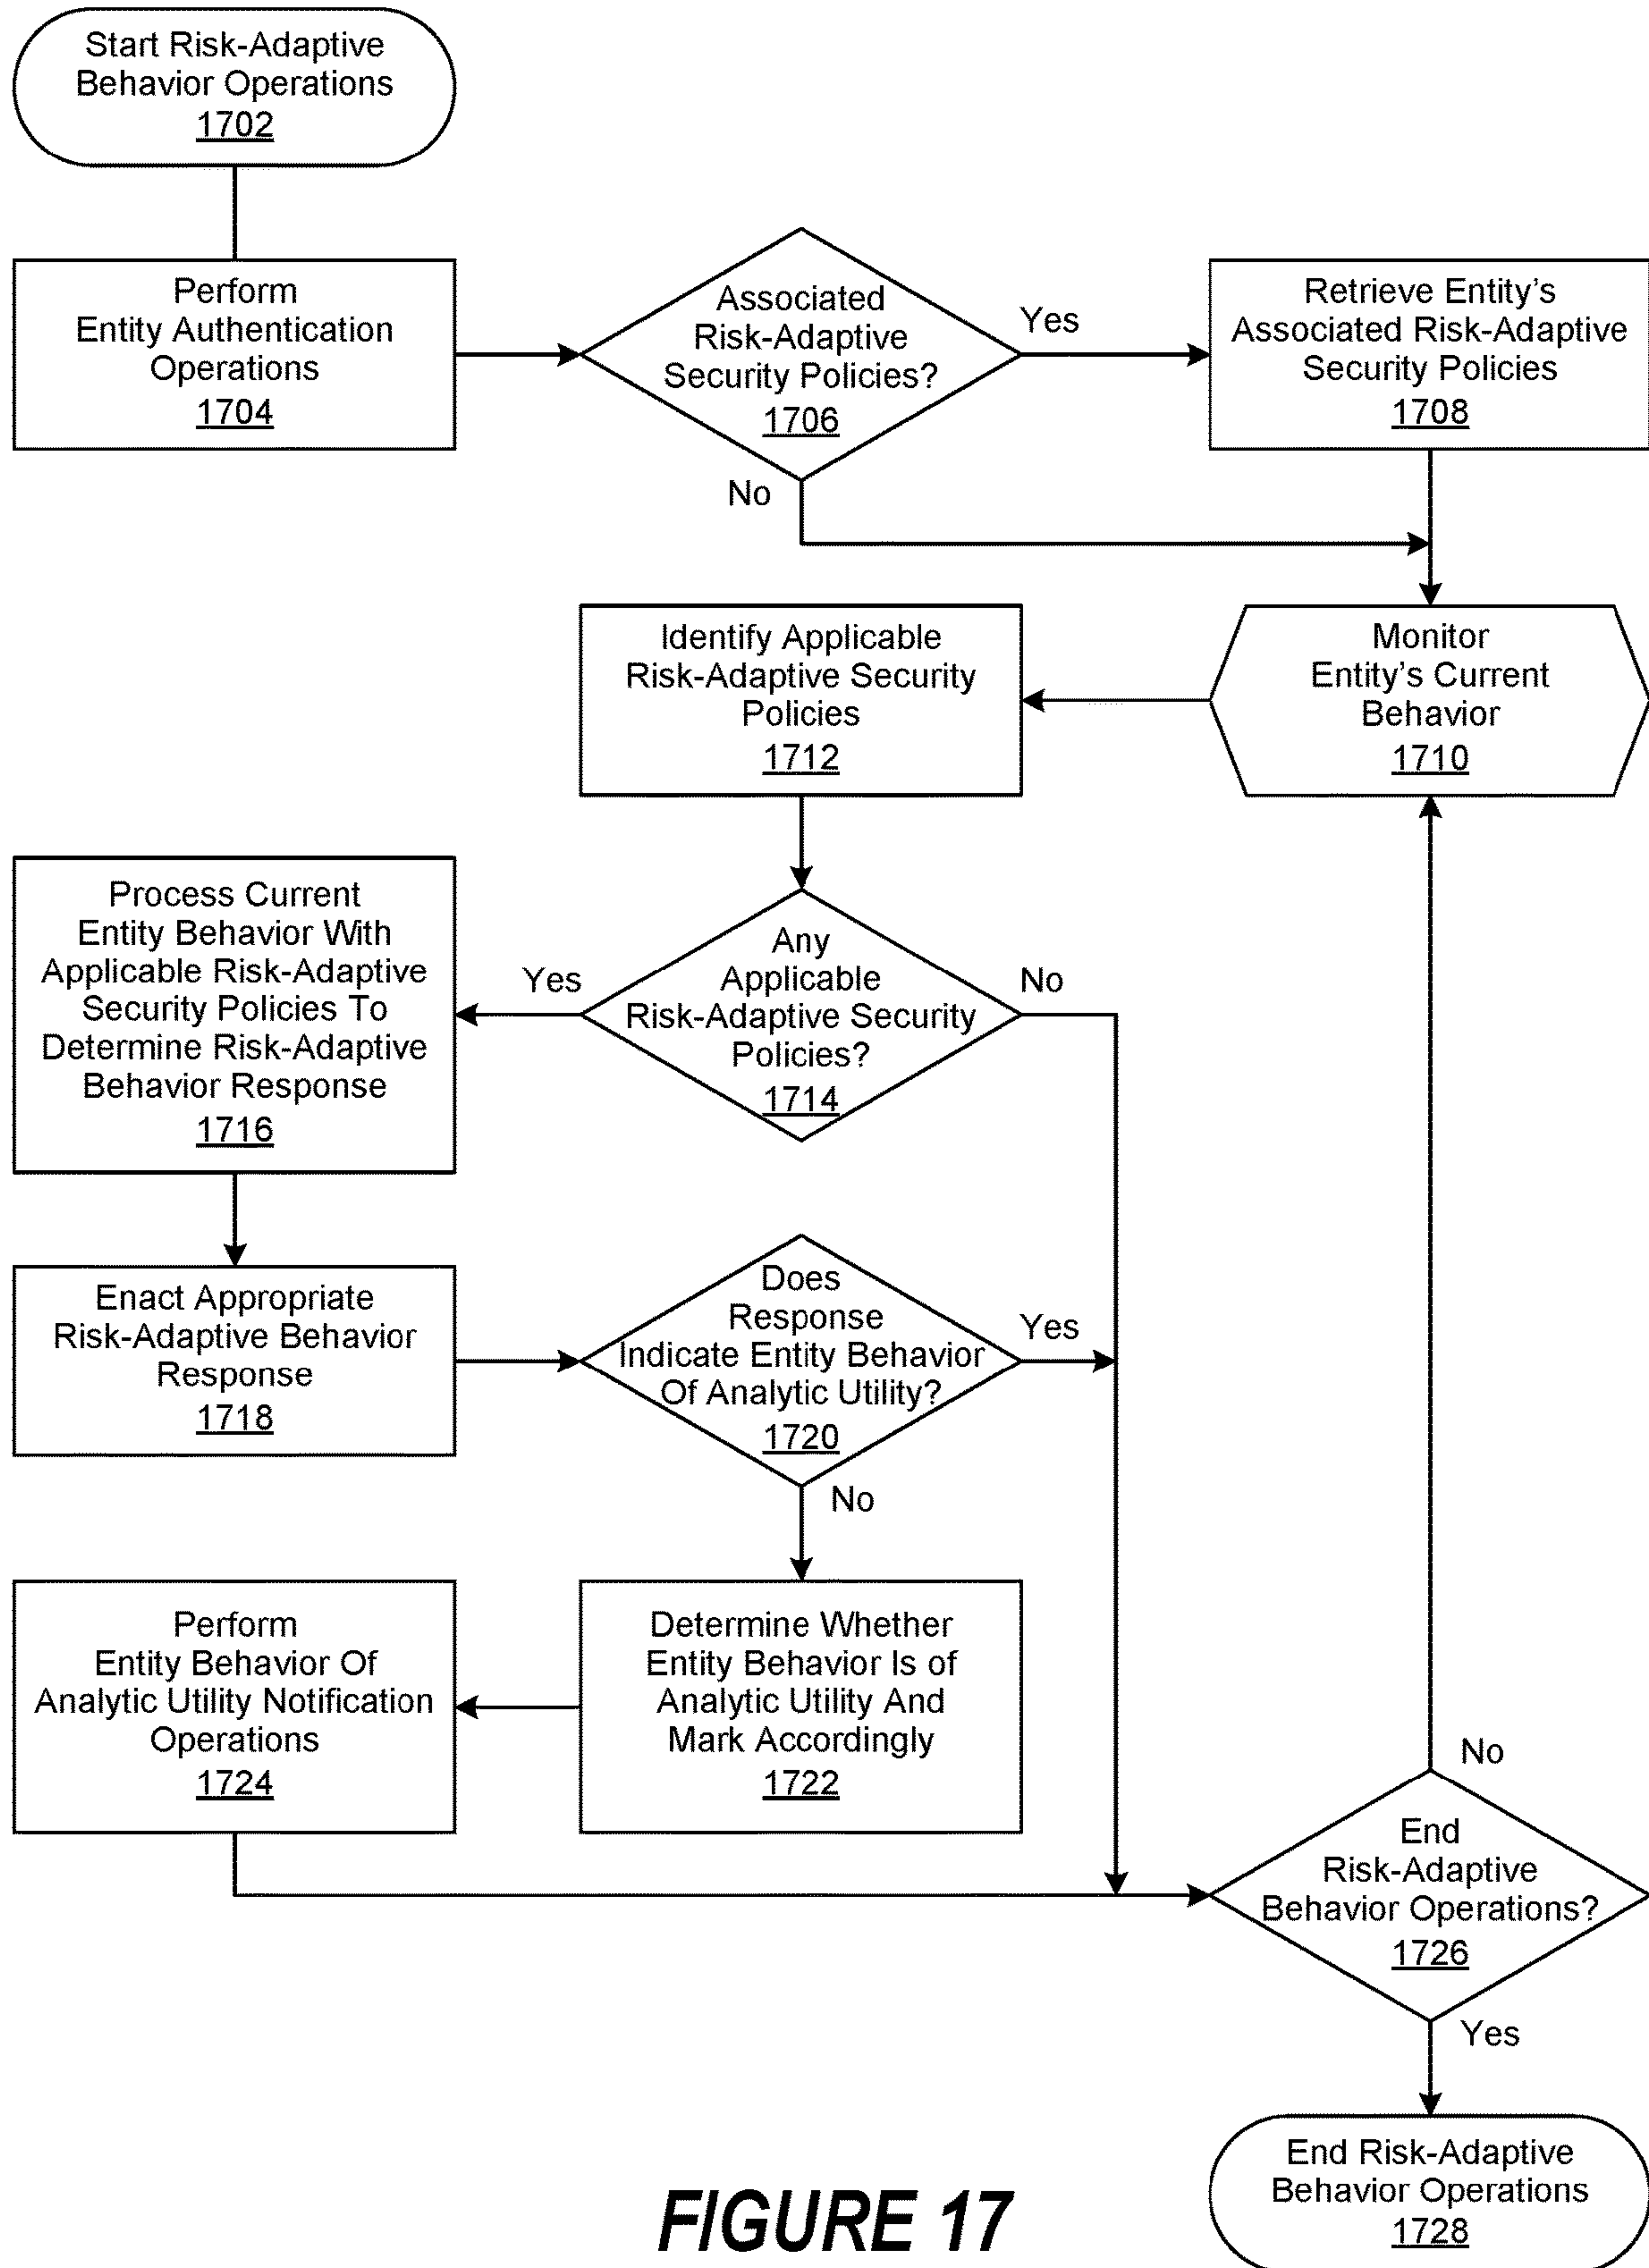 Start Risk-Adaptive
Behavior Operations
1702
Perform
Entity Authentication
Operations
1704
Associated
Risk-Adaptive
Security Policies?
1706
Yes
No
Retrieve Entity's
Associated Risk-Adaptive
Security Policies
1708
Monitor
Entity's Current
Behavior
1710
Identify Applicable
Risk-Adaptive Security
Policies
1712
Any
Applicable
Risk-Adaptive Security
Policies?
1714
Yes
No
Process Current
Entity Behavior With
Applicable Risk-Adaptive
Security Policies To
Determine Risk-Adaptive
Behavior Response
1716
Enact Appropriate
Risk-Adaptive Behavior
Response
1718
Does
Response
Indicate Entity Behavior
Of Analytic Utility?
1720
Yes
No
Determine Whether
Entity Behavior Is of
Analytic Utility And
Mark Accordingly
1722
Perform
Entity Behavior Of
Analytic Utility Notification
Operations
1724
No
End
Risk-Adaptive
Behavior Operations?
1726
Yes
End Risk-Adaptive
Behavior Operations
1728
FIGURE 17